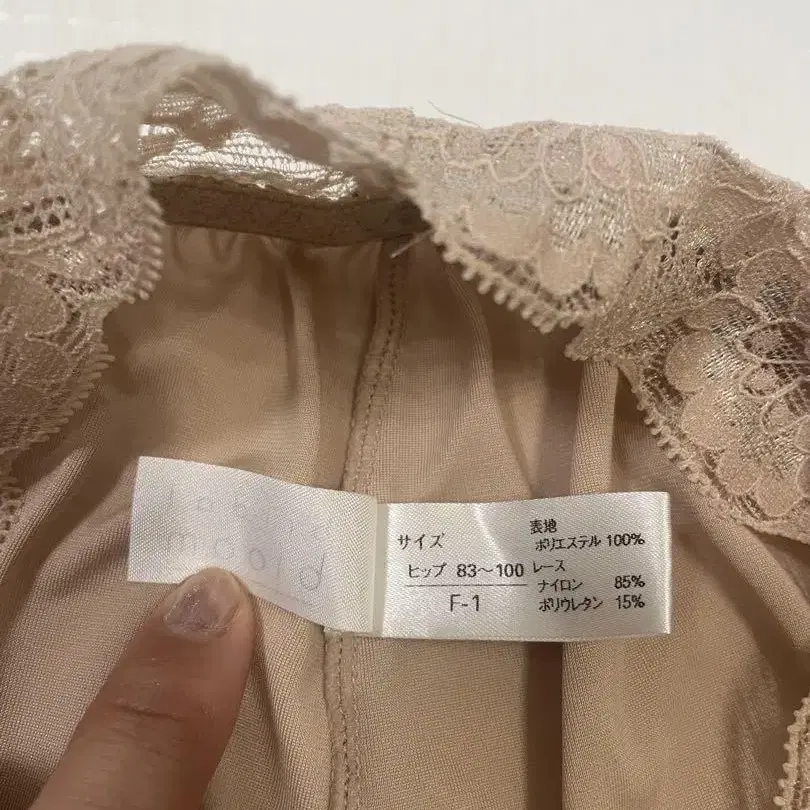 サイズ
ヒップ 83〜100
F-1
表地
ポリエステル 100%
レース
ナイロン 85%
ポリウレタン 15%